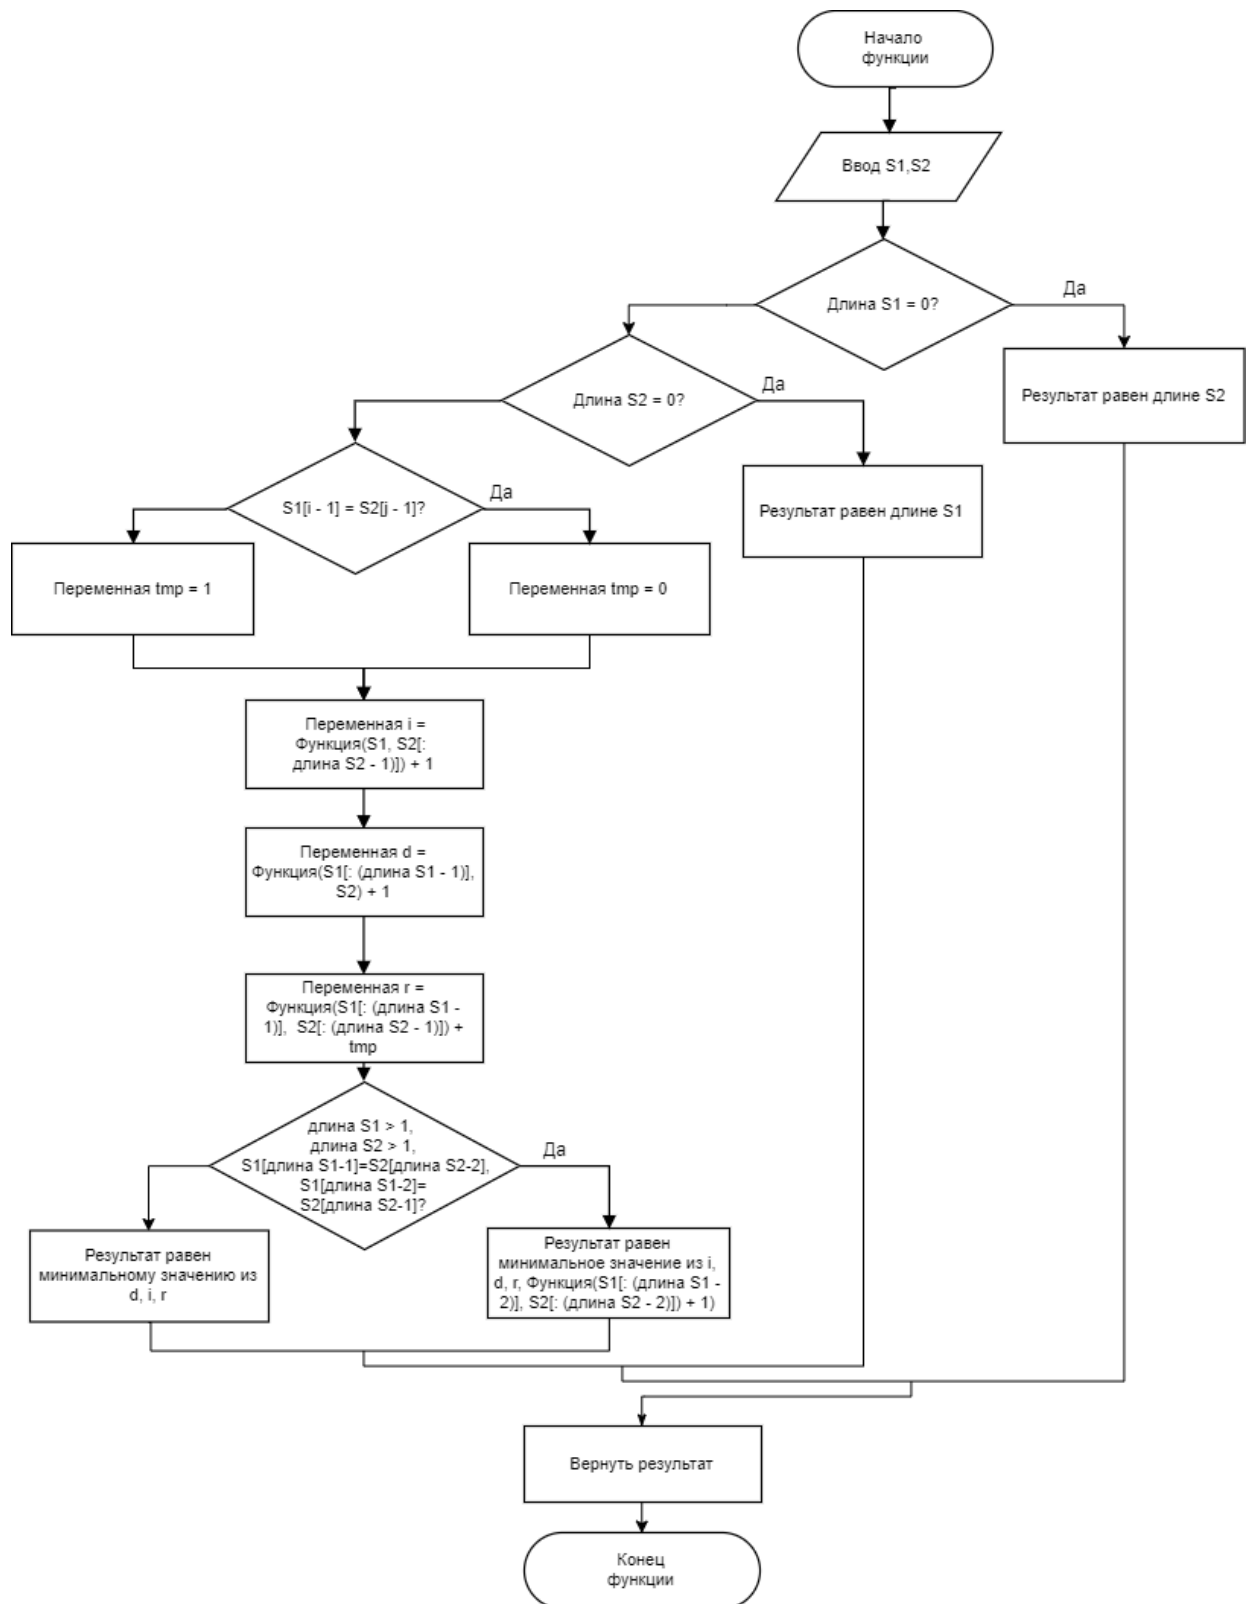 Начало
функции
Ввод S1,S2
Длина S1 = 0?
Да
Результат равен длине S2
Длина S2 = 0?
Да
Результат равен длине S1
S1[i - 1] = S2[j - 1]?
Да
Переменная tmp = 1
Переменная tmp = 0
Переменная i =
Функция(S1, S2[:
длина S2 - 1)]) + 1
Переменная d =
Функция(S1[: (длина S1 - 1)],
S2) + 1
Переменная r =
Функция(S1[: (длина S1 -
1)], S2[: (длина S2 - 1)]) +
tmp
длина S1 > 1,
длина S2 > 1,
S1[длина S1-1]=S2[длина S2-2],
S1[длина S1-2]=
S2[длина S2-1]?
Да
Результат равен
минимальному значению из
d, i, r
Результат равен
минимальное значение из i,
d, r, Функция(S1[: (длина S1 -
2)], S2[: (длина S2 - 2)]) + 1)
Вернуть результат
Конец
функции